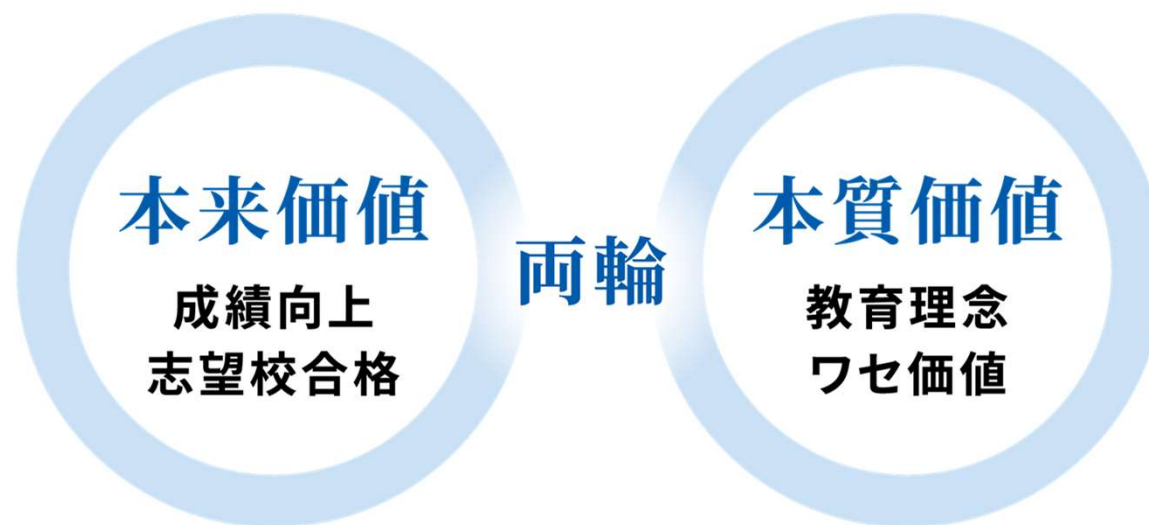 本来価値
成績向上
志望校合格
両輪
本質価値
教育理念
ワセ価値